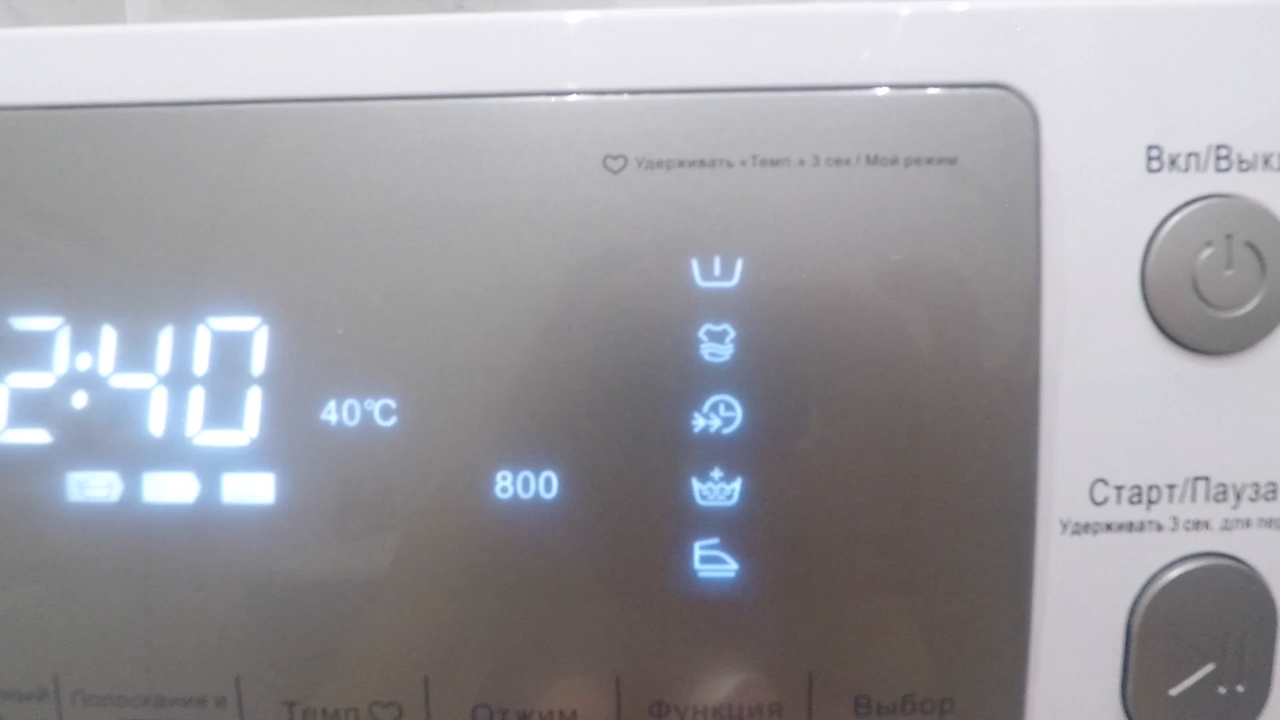 Удерживать «Темп.» 3 сек./ Мой режим
Вкл/Вык
2:40
40°C
800
Старт/Пауза
Удерживать 3 сек. для пер
Полоскание и
Темп.
Отжим
Функция
Выбор